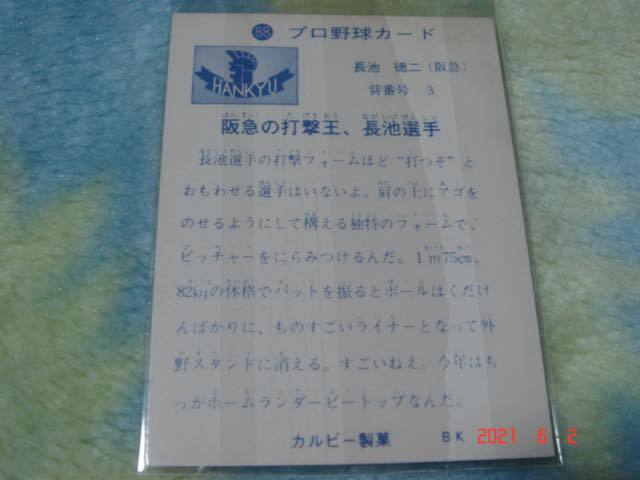 88 プロ野球カード
HANKYU
長池 徳二(阪急)
背番号 3
阪急の打撃王、長池選手
長池選手の打撃フォームほど“打つぞ”と
おもわせる選手はいないよ。肩の上にアゴを
のせるようにして構える独特のフォームで、
ピッチャーをにらみつけるんだ。1m75cm。
82kgの体格でバットを振るとボールはくだけ
んばかりに、ものすごいライナーとなって外
野スタンドに消える。すごいねえ。今年はも
っかホームランダービートップなんだ。
カルビー製菓
BK
2021 6 2